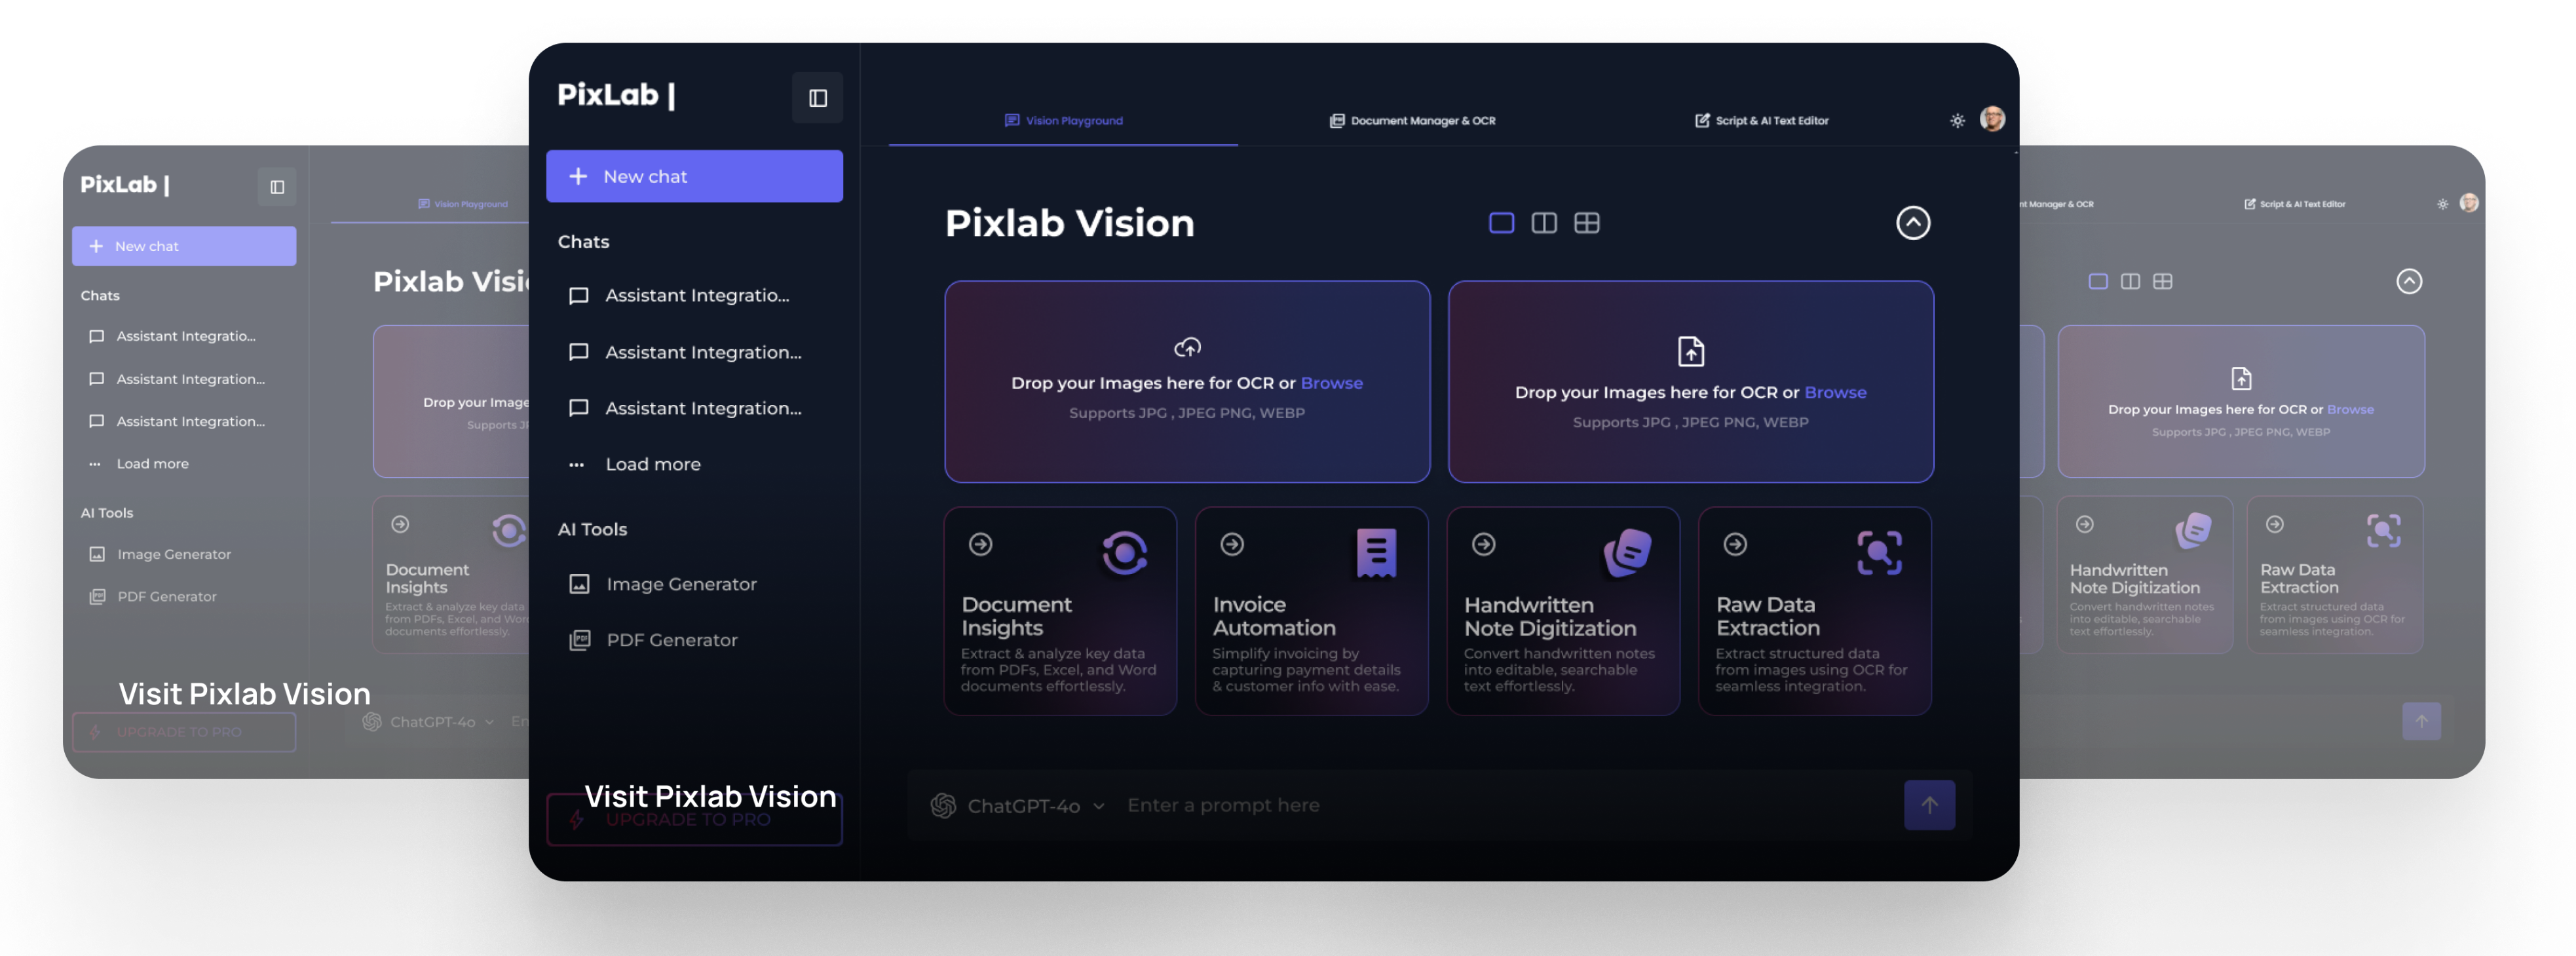 PixLab |
New chat
Chats
Assistant Integratio...
Assistant Integration...
Assistant Integration...
Load more
AI Tools
Image Generator
PDF Generator
Visit Pixlab Vision
UPGRADE TO PRO
Vision Playground
Pixlab Visi
Drop your Image
Supports J
Document
Insights
Extract & analyze key data
from PDFs, Excel, and Word
documents effortlessly.
ChatGPT-4o
En
PixLab |
New chat
Chats
Assistant Integratio...
Assistant Integration...
Assistant Integration...
Load more
AI Tools
Image Generator
PDF Generator
Visit Pixlab Vision
UPGRADE TO PRO
Vision Playground
Document Manager & OCR
Script & AI Text Editor
Pixlab Vision
Drop your Images here for OCR or Browse
Supports JPG , JPEG PNG, WEBP
Drop your Images here for OCR or Browse
Supports JPG , JPEG PNG, WEBP
Document
Insights
Extract & analyze key data
from PDFs, Excel, and Word
documents effortlessly.
Invoice
Automation
Simplify invoicing by
capturing payment details
& customer info with ease.
Handwritten
Note Digitization
Convert handwritten notes
into editable, searchable
text effortlessly.
Raw Data
Extraction
Extract structured data
from images using OCR for
seamless integration.
ChatGPT-4o
Enter a prompt here
nt Manager & OCR
Script & AI Text Editor
Drop your Images here for OCR or Browse
Supports JPG , JPEG PNG, WEBP
Handwritten
Note Digitization
Convert handwritten notes
into editable, searchable
text effortlessly.
Raw Data
Extraction
Extract structured data
from images using OCR for
seamless integration.